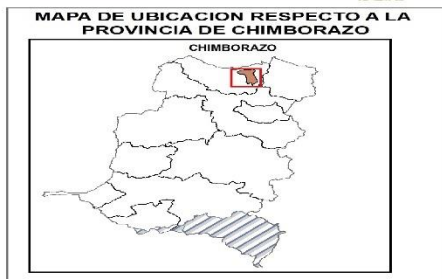 MAPA DE UBICACION RESPECTO A LA
PROVINCIA DE CHIMBORAZO
CHIMBORAZO